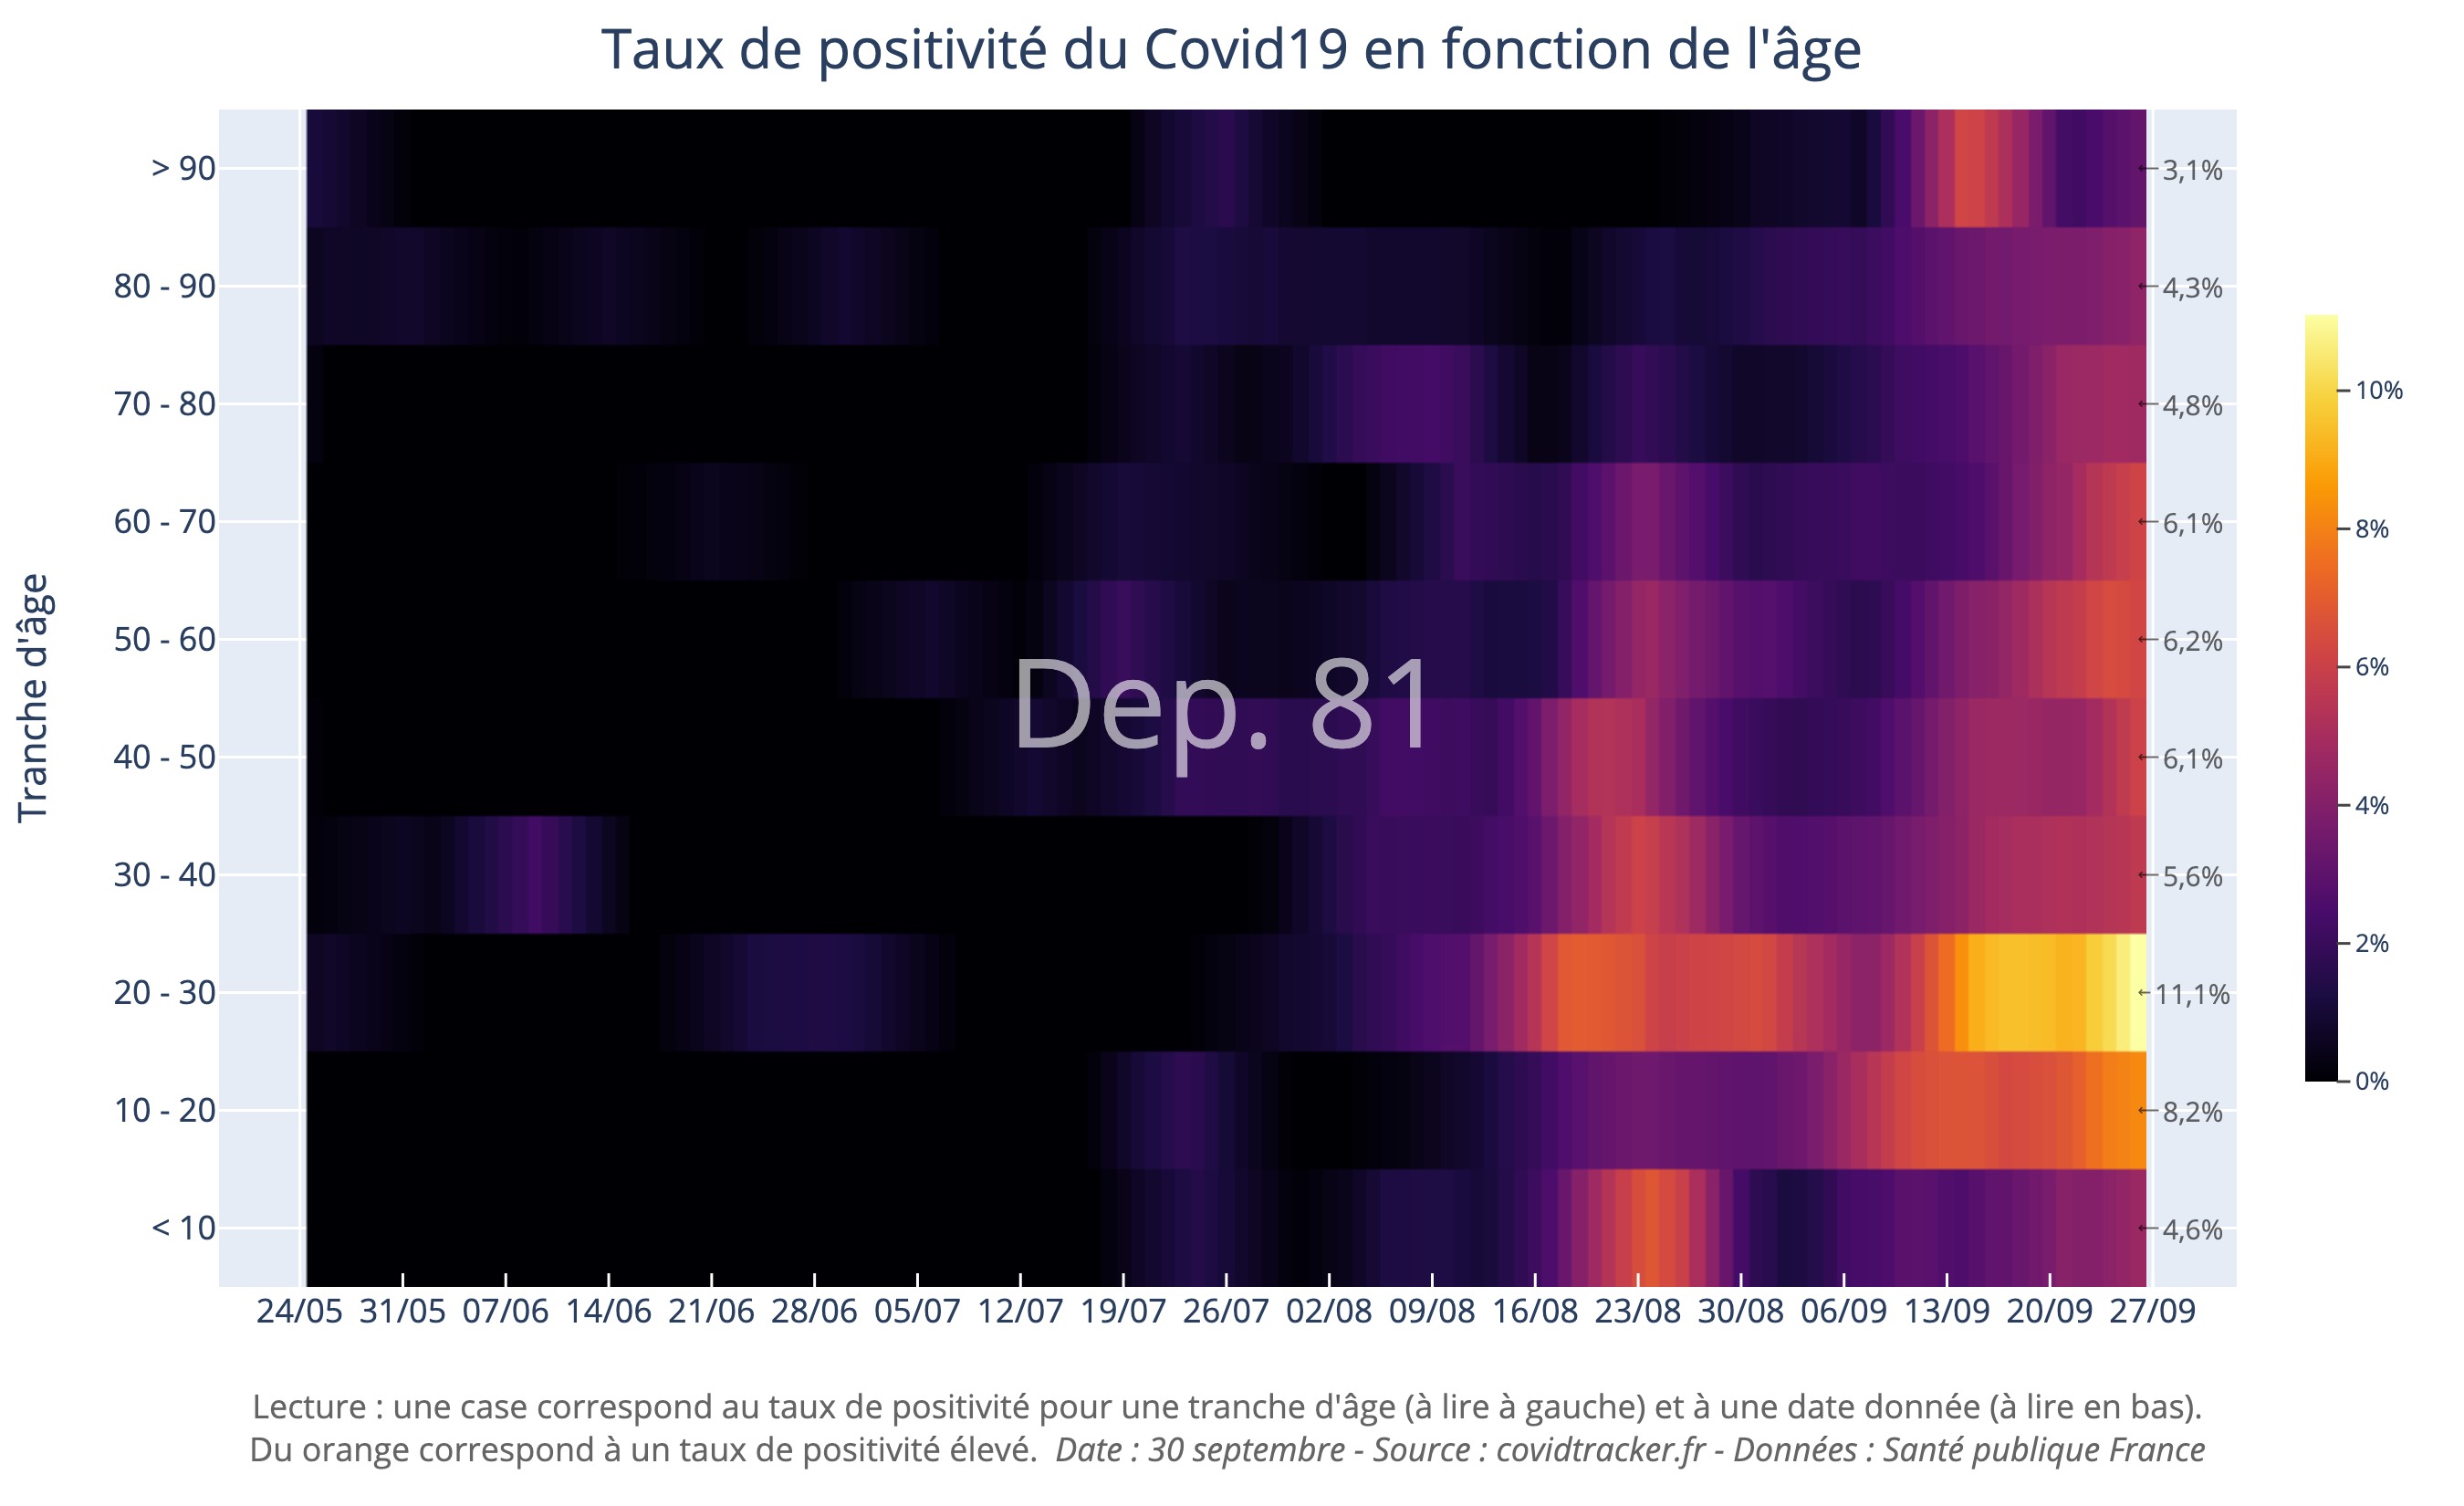 Taux de positivité du Covid19 en fonction de l'âge
Tranche d'âge
> 90
3,1%
80 - 90
4,3%
70 - 80
4,8%
60 - 70
6,1%
50 - 60
6,2%
Dep. 81
40 - 50
6,1%
30 - 40
5,6%
20 - 30
11,1%
10 - 20
8,2%
< 10
4,6%
10%
8%
6%
4%
2%
0%
24/05 31/05 07/06 14/06 21/06 28/06 05/07 12/07 19/07 26/07 02/08 09/08 16/08 23/08 30/08 06/09 13/09 20/09 27/09
Lecture : une case correspond au taux de positivité pour une tranche d'âge (à lire à gauche) et à une date donnée (à lire en bas).
Du orange correspond à un taux de positivité élevé. Date : 30 septembre - Source : covidtracker.fr - Données : Santé publique France